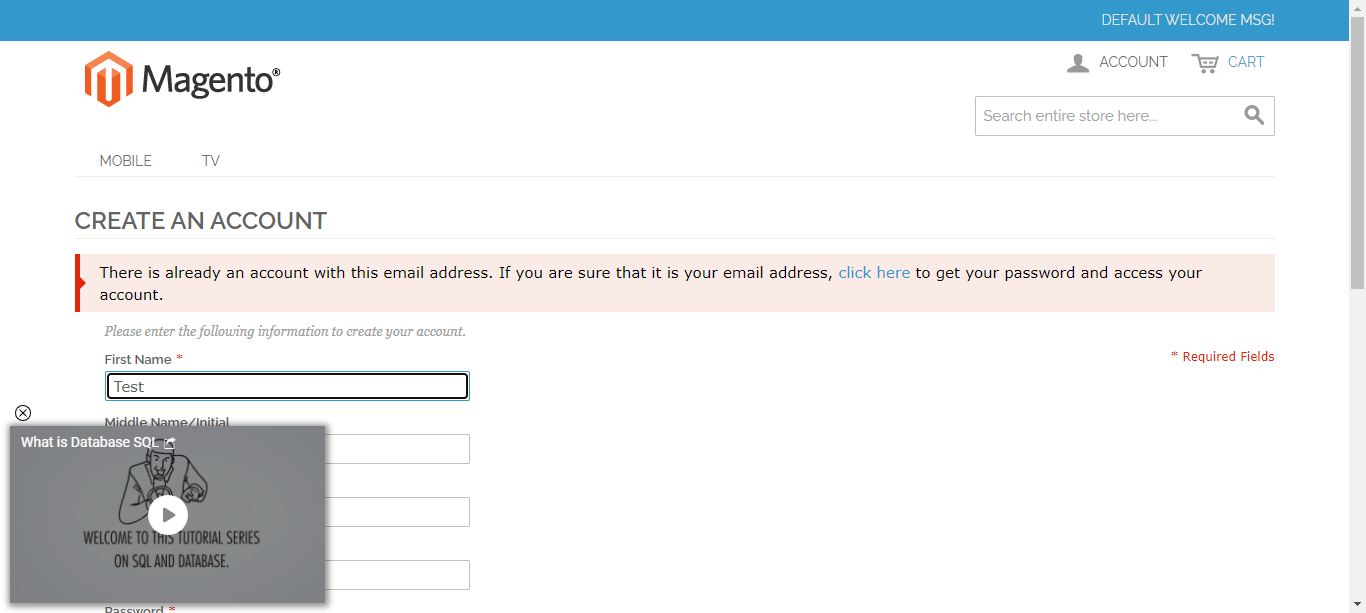 DEFAULT WELCOME MSG!
Magento®
ACCOUNT
CART
Search entire store here...
MOBILE
TV
CREATE AN ACCOUNT
There is already an account with this email address. If you are sure that it is your email address, click here to get your password and access your
account.
Please enter the following information to create your account.
First Name *
* Required Fields
Test
Middle Name/Initial
What is Database SQL
WELCOME TO THIS TUTORIAL SERIES
ON SQL AND DATABASE.
Password *